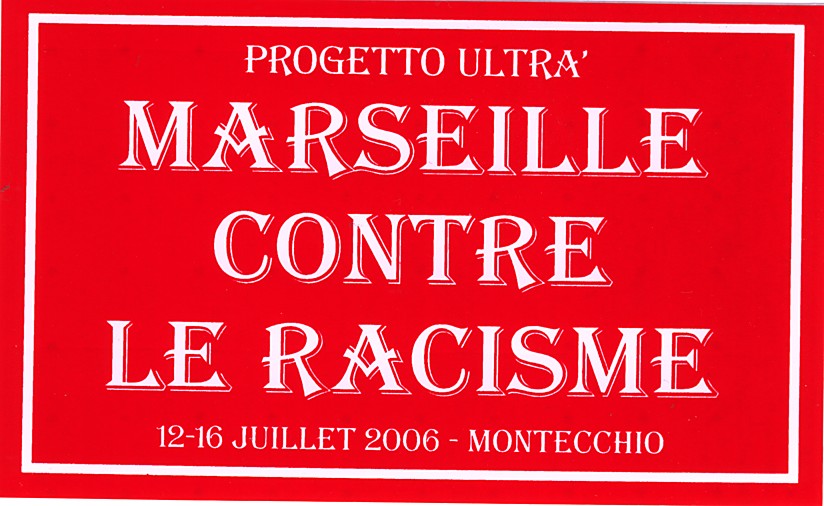 PROGETTO ULTRA'
MARSEILLE
CONTRE
LE RACISME
12-16 JUILLET 2006 - MONTECCHIO